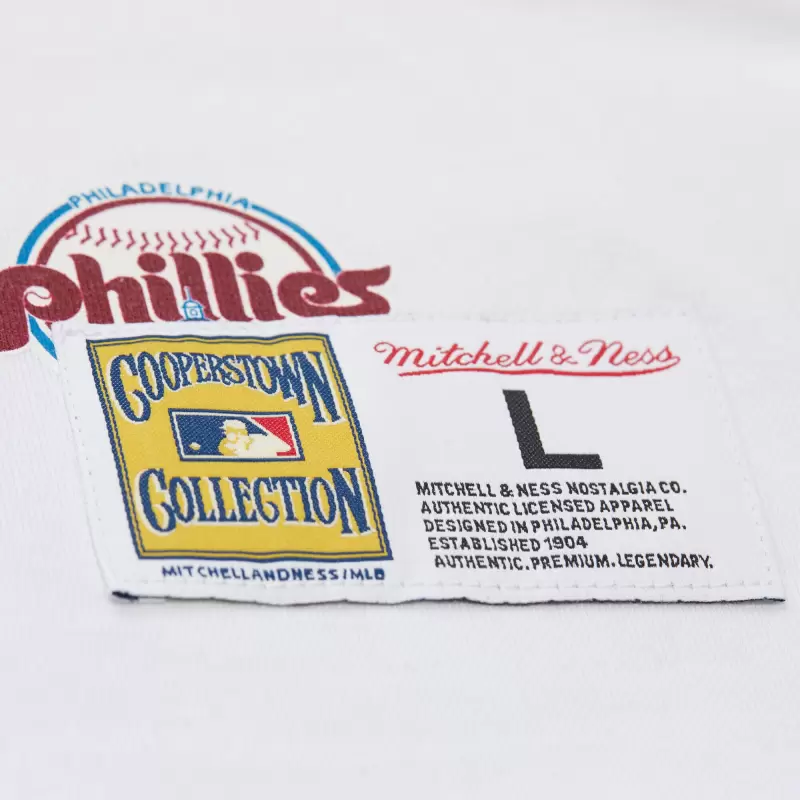 PHILADELPHIA
Phillies
COOPERSTOWN
COLLECTION
MITCHELLANDNESS/MLB
Mitchell & Ness
L
MITCHELL & NESS NOSTALGIA CO.
AUTHENTIC LICENSED APPAREL
DESIGNED IN PHILADELPHIA, PA.
ESTABLISHED 1904
AUTHENTIC. PREMIUM. LEGENDARY.